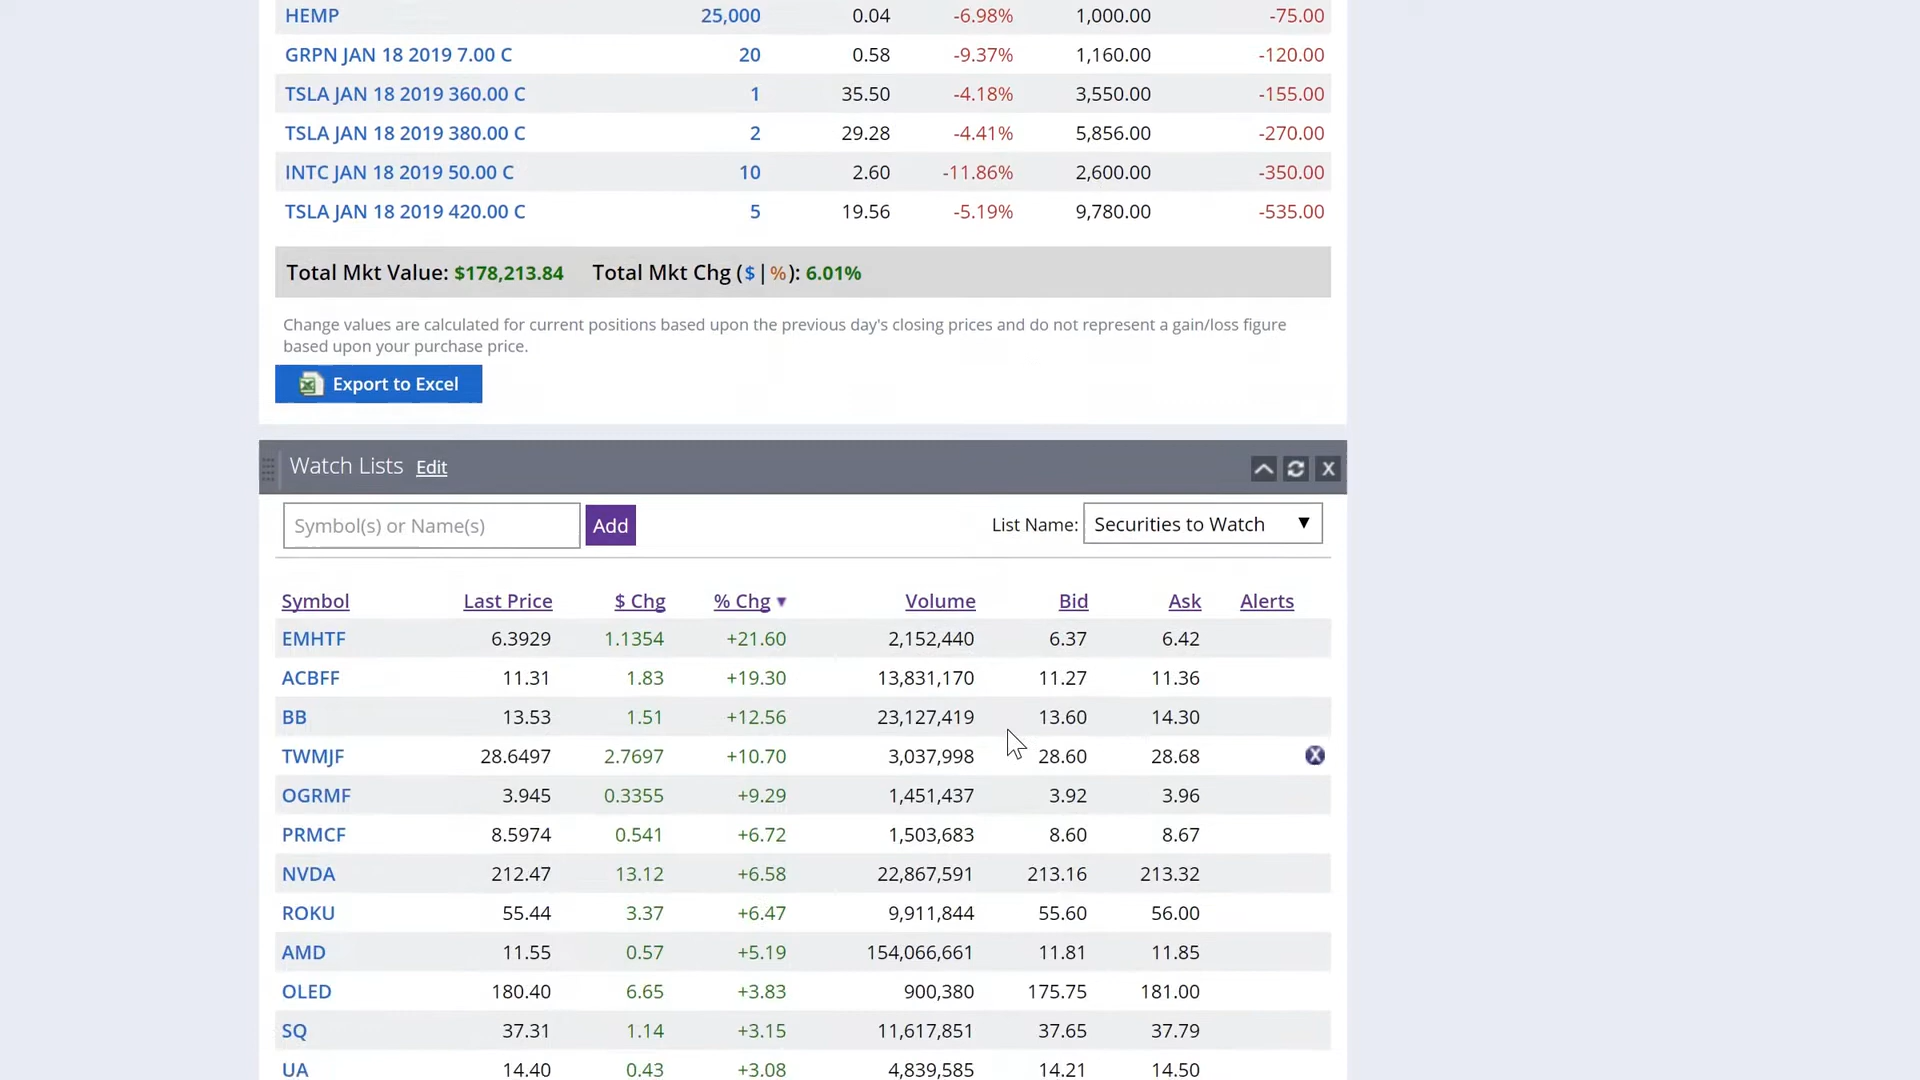 HEMP 25,000 0.04 -6.98% 1,000.00 -75.00
GRPN JAN 18 2019 7.00 C 20 0.58 -9.37% 1,160.00 -120.00
TSLA JAN 18 2019 360.00 C 1 35.50 -4.18% 3,550.00 -155.00
TSLA JAN 18 2019 380.00 C 2 29.28 -4.41% 5,856.00 -270.00
INTC JAN 18 2019 50.00 C 10 2.60 -11.86% 2,600.00 -350.00
TSLA JAN 18 2019 420.00 C 5 19.56 -5.19% 9,780.00 -535.00
Total Mkt Value: $178,213.84 Total Mkt Chg ($|%): 6.01%
Change values are calculated for current positions based upon the previous day's closing prices and do not represent a gain/loss figure
based upon your purchase price.
Export to Excel
Watch Lists Edit
Symbol(s) or Name(s) Add List Name: Securities to Watch
Symbol Last Price $ Chg % Chg Volume Bid Ask Alerts
EMHTF 6.3929 1.1354 +21.60 2,152,440 6.37 6.42
ACBFF 11.31 1.83 +19.30 13,831,170 11.27 11.36
BB 13.53 1.51 +12.56 23,127,419 13.60 14.30
TWMJF 28.6497 2.7697 +10.70 3,037,998 28.60 28.68
OGRMF 3.945 0.3355 +9.29 1,451,437 3.92 3.96
PRMCF 8.5974 0.541 +6.72 1,503,683 8.60 8.67
NVDA 212.47 13.12 +6.58 22,867,591 213.16 213.32
ROKU 55.44 3.37 +6.47 9,911,844 55.60 56.00
AMD 11.55 0.57 +5.19 154,066,661 11.81 11.85
OLED 180.40 6.65 +3.83 900,380 175.75 181.00
SQ 37.31 1.14 +3.15 11,617,851 37.65 37.79
UA 14.40 0.43 +3.08 4,839,585 14.21 14.50